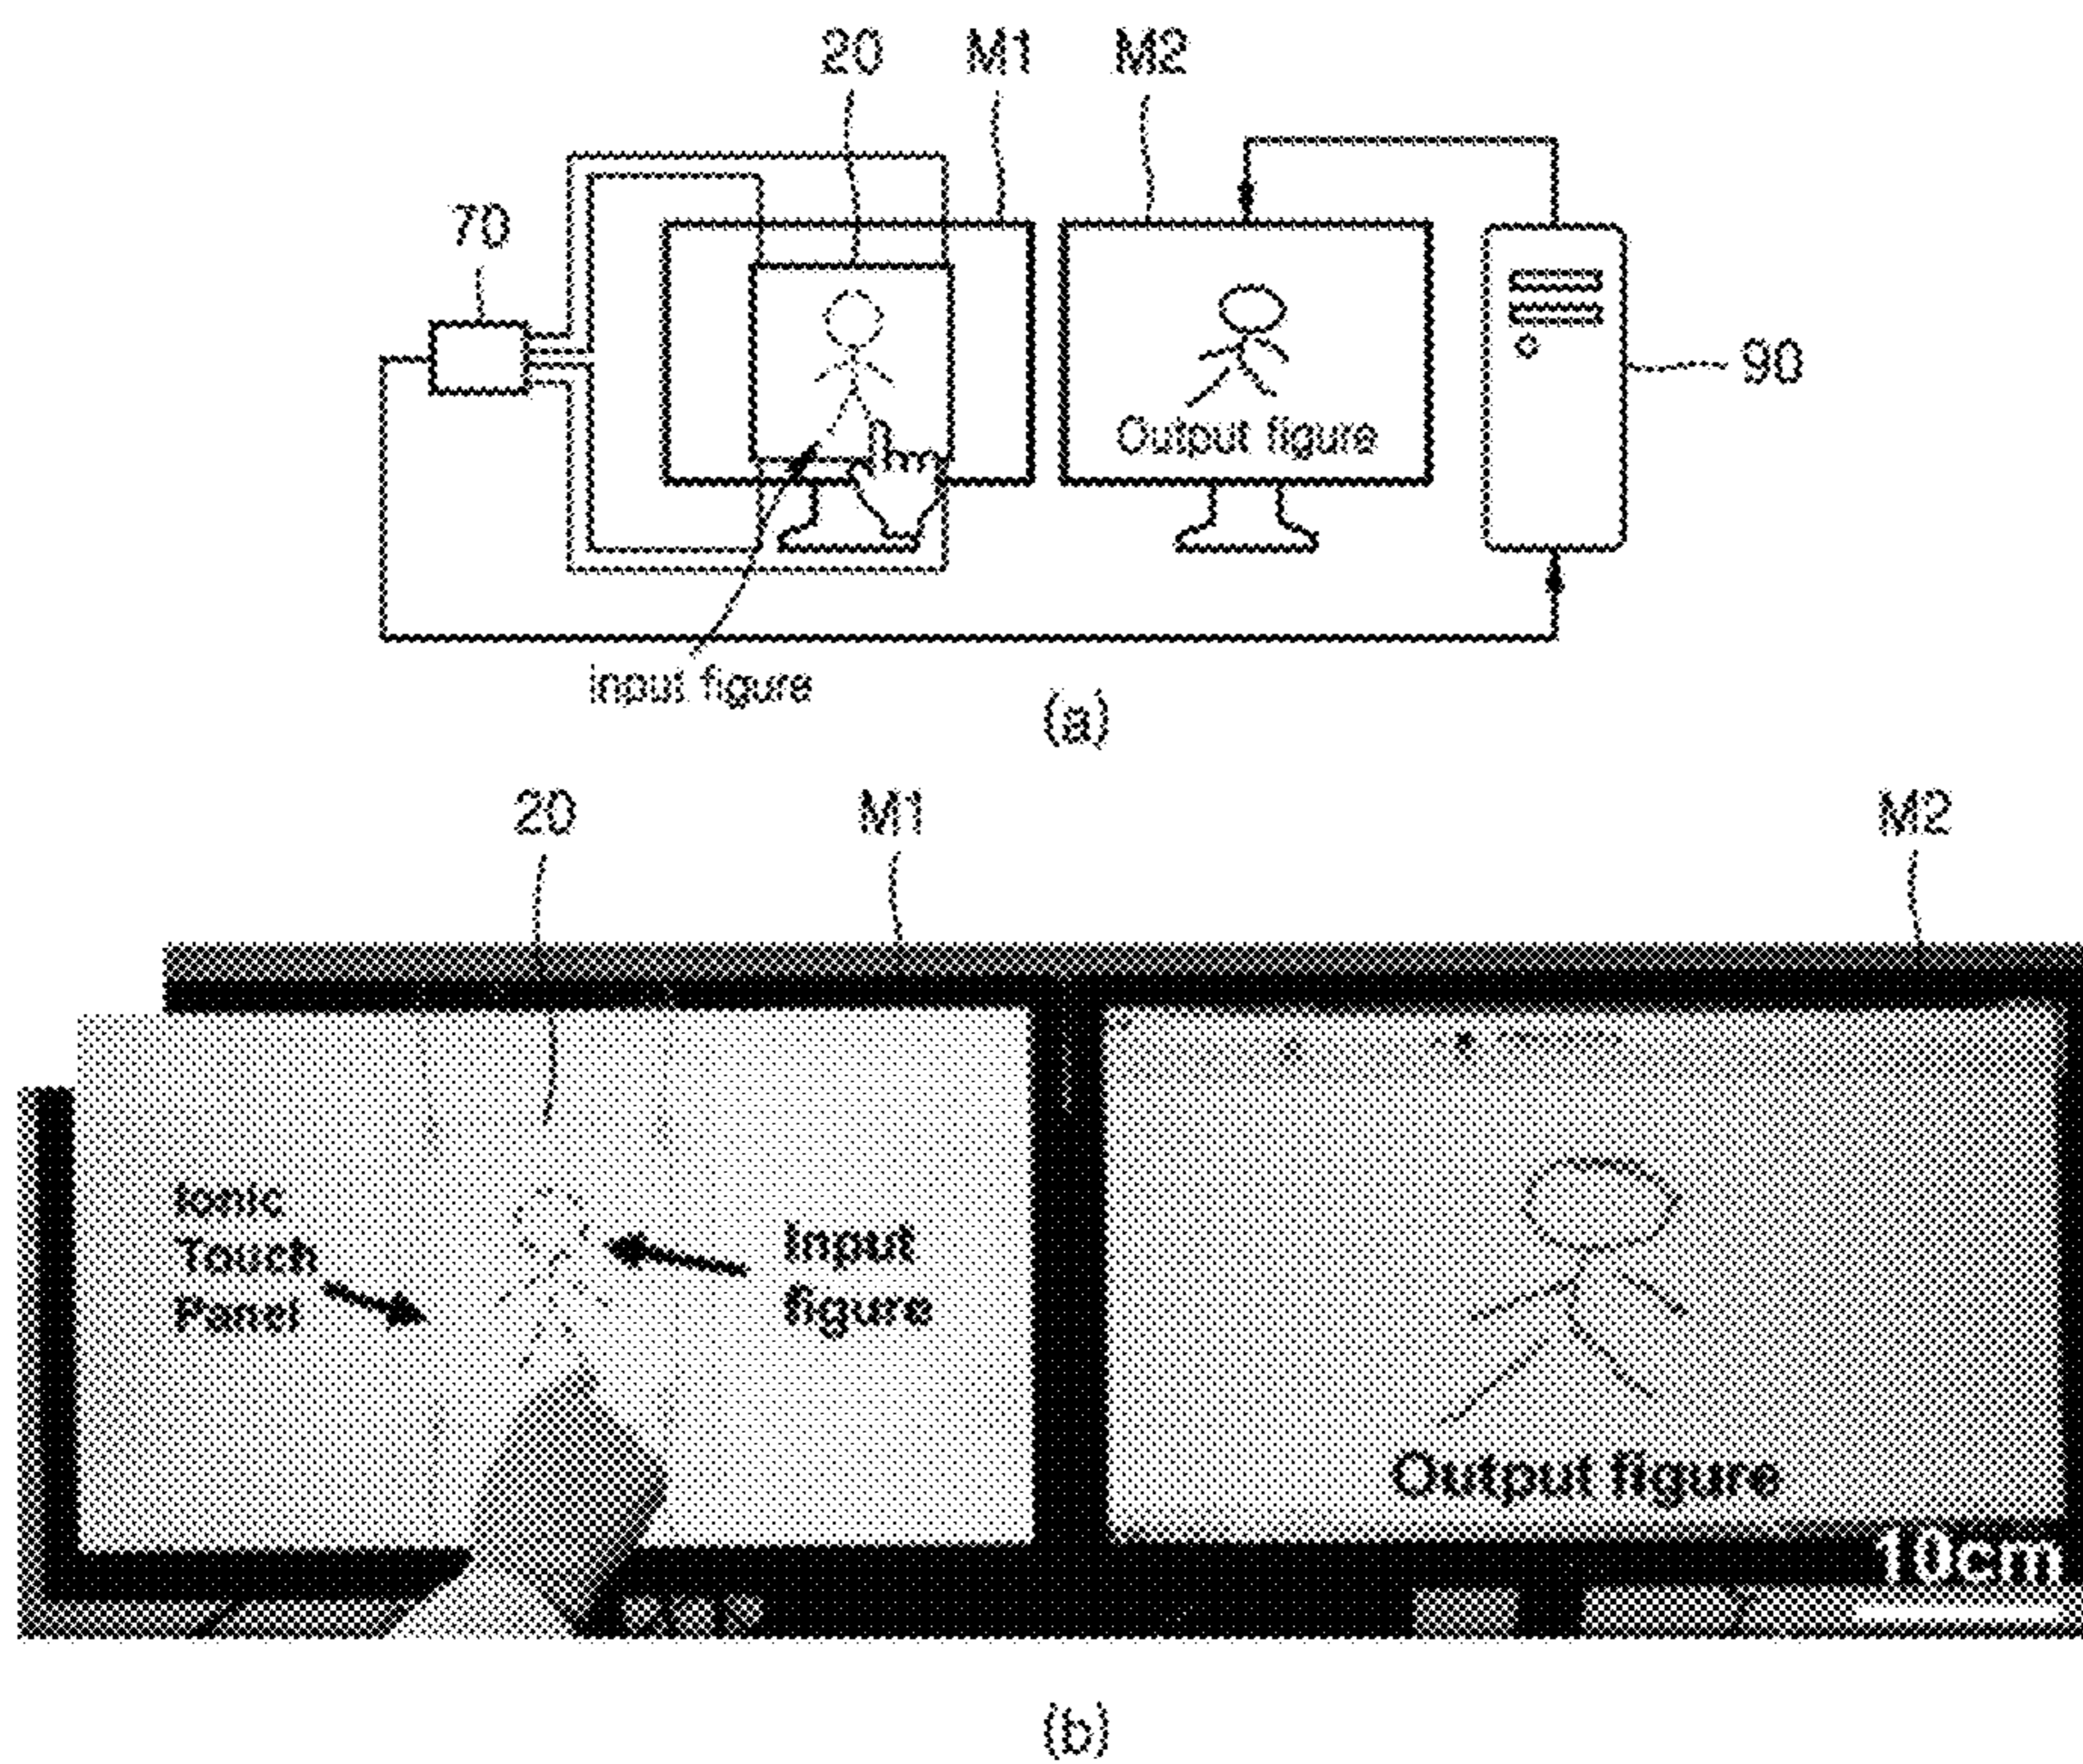 20 M1 M2
70
90
Output figure
Input figure
(a)
20 M1 M2
Ionic
Touch
Panel
Input
figure
Output figure
10cm
(b)